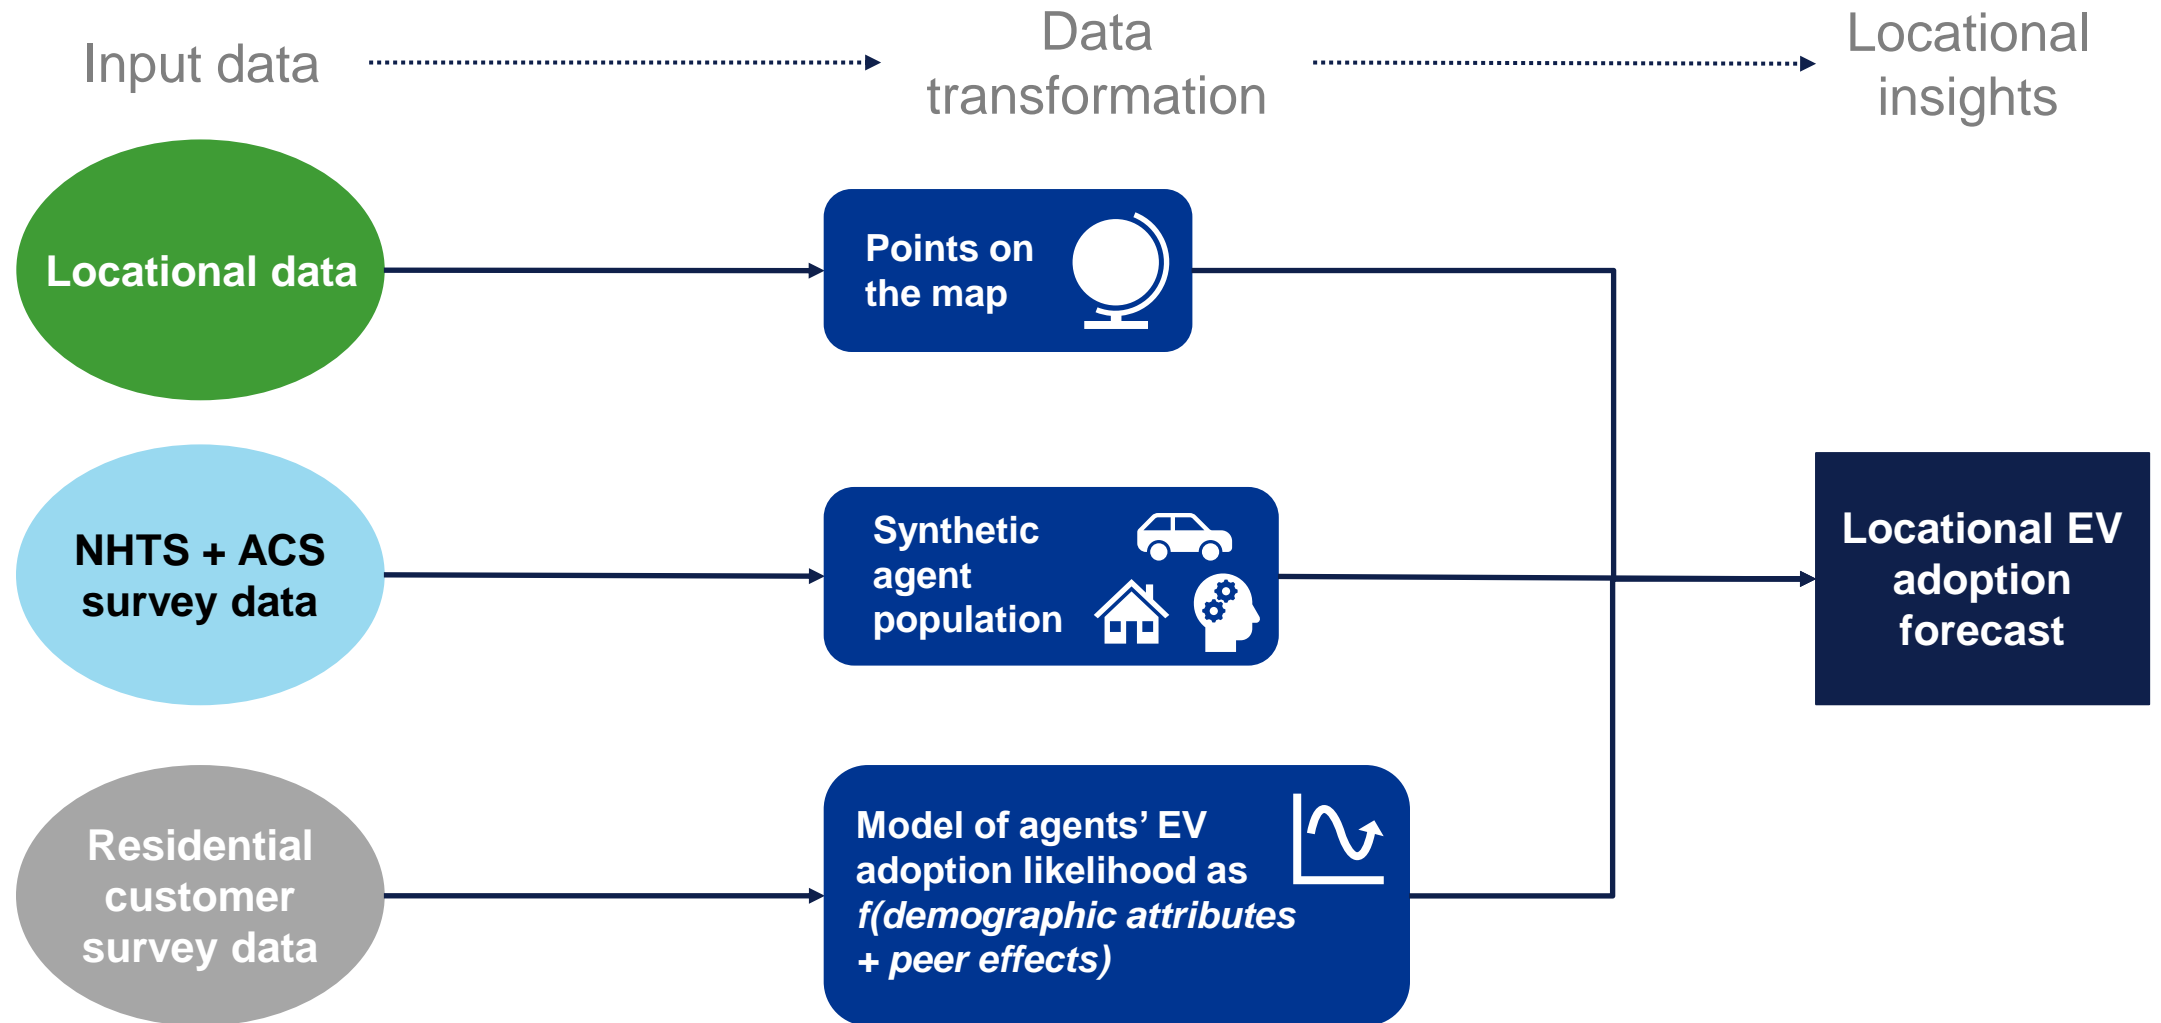 Input data
Data
transformation
Locational
insights
Locational data
Points on
the map
NHTS + ACS
survey data
Synthetic
agent
population
Locational EV
adoption
forecast
Residential
customer
survey data
Model of agents’ EV
adoption likelihood as
f(demographic attributes
+ peer effects)